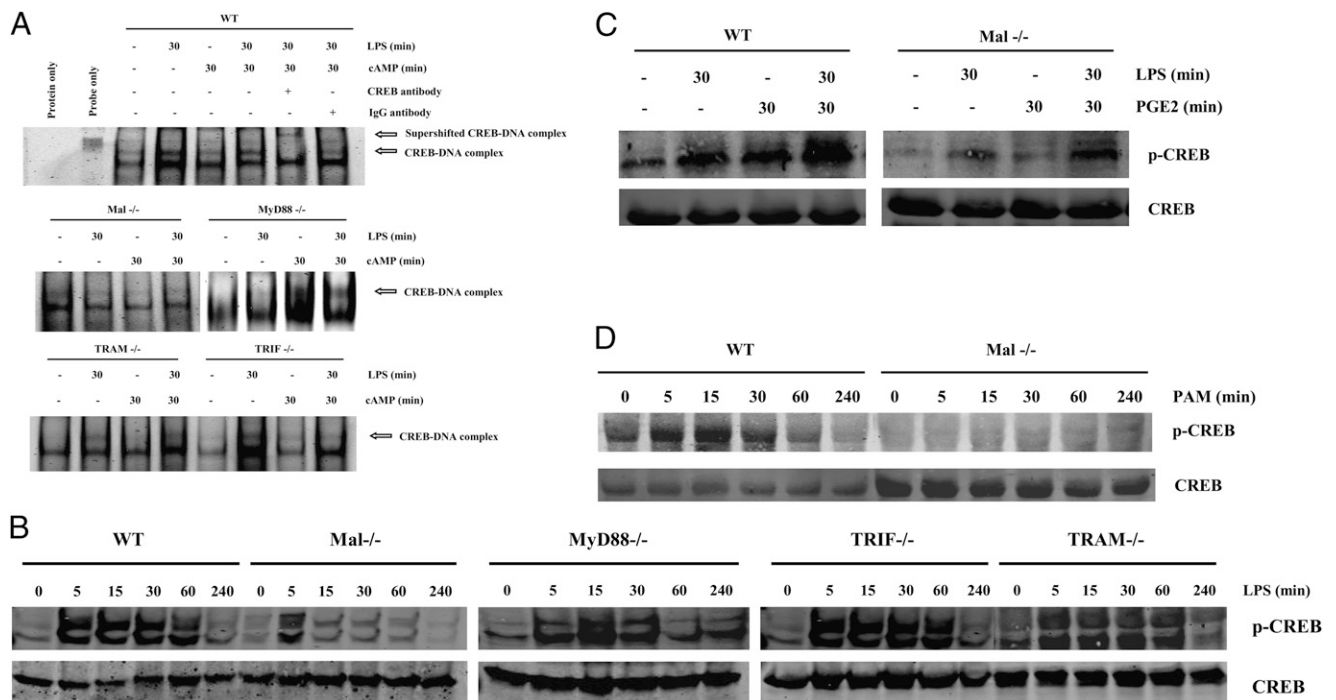 A
WT
- 30 - 30 30 30 LPS (min)
- - 30 30 30 30 cAMP (min)
+ CREB antibody
+ IgG antibody
Protein only
Probe only
Supershifted CREB-DNA complex
CREB-DNA complex
Mal -/- MyD88 -/-
- 30 - 30 - 30 - 30 LPS (min)
- - 30 30 - - 30 30 cAMP (min)
CREB-DNA complex
TRAM -/- TRIF -/-
- 30 - 30 - 30 - 30 LPS (min)
- - 30 30 - - 30 30 cAMP (min)
CREB-DNA complex
C
WT Mal -/-
- 30 - 30 - 30 - 30 LPS (min)
- - 30 30 - - 30 30 PGE2 (min)
p-CREB
CREB
D
WT Mal -/-
0 5 15 30 60 240 0 5 15 30 60 240 PAM (min)
p-CREB
CREB
B
WT Mal-/- MyD88-/- TRIF-/- TRAM-/-
0 5 15 30 60 240 0 5 15 30 60 240 0 5 15 30 60 240 0 5 15 30 60 240 0 5 15 30 60 240 LPS (min)
p-CREB
CREB